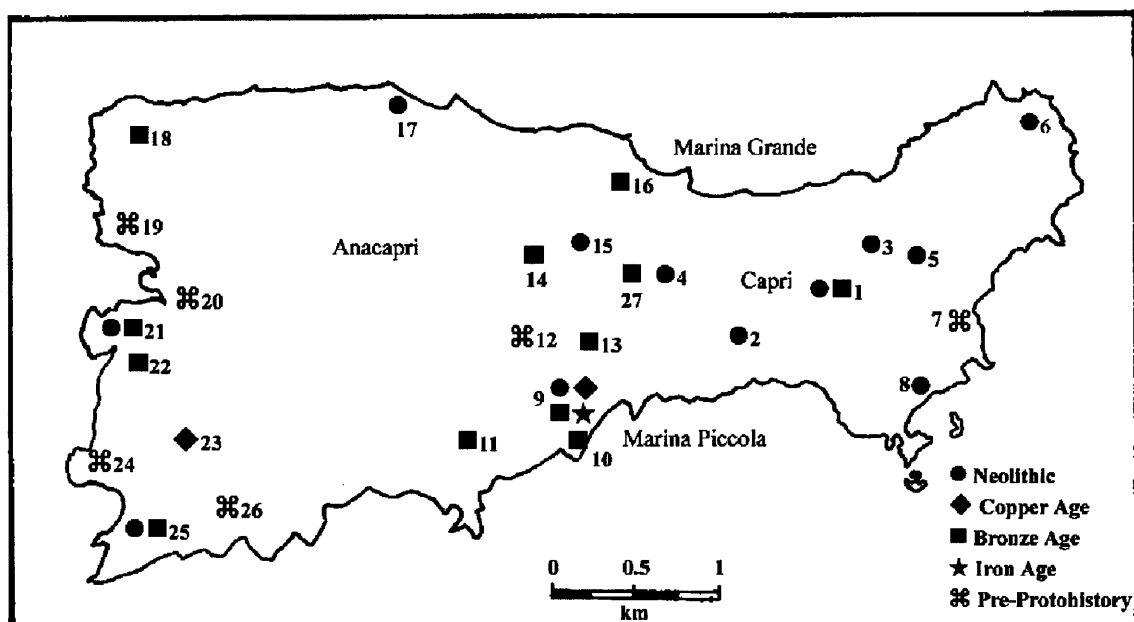 6
17
18
Marina Grande
16
19
Anacapri
15
3
5
14
27
4
Capri
1
20
7
21
12
13
2
22
9
8
23
11
10
Marina Piccola
24
26
25
Neolithic
Copper Age
Bronze Age
Iron Age
Pre-Protohistory
0 0.5 1
km